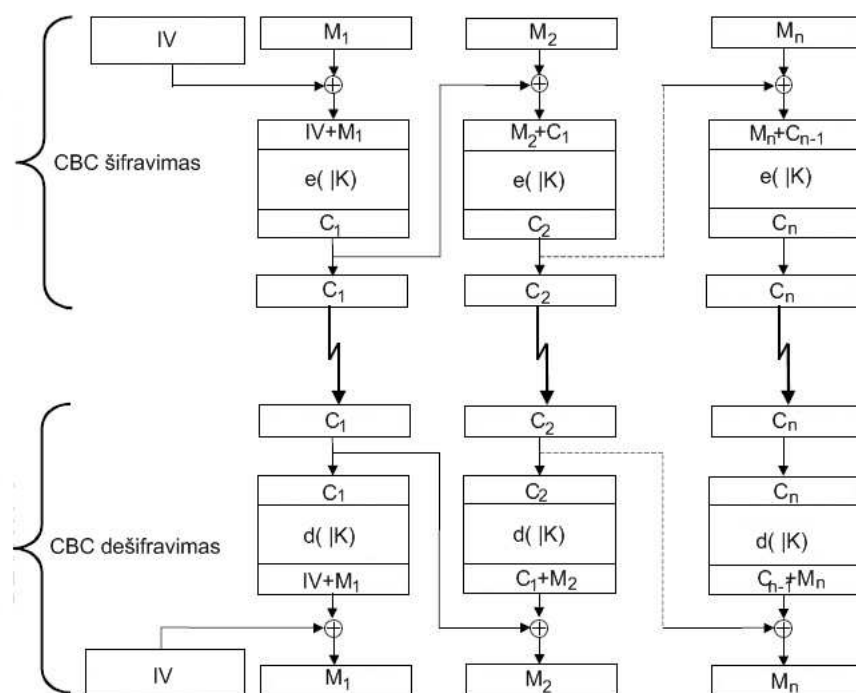 IV M₁ M₂ Mₙ
IV+M₁ M₂+C₁ Mₙ+Cₙ₋₁
CBC šifravimas
e( |K) e( |K) e( |K)
C₁ C₂ Cₙ
C₁ C₂ Cₙ
C₁ C₂ Cₙ
C₁ C₂ Cₙ
CBC dešifravimas
d( |K) d( |K) d( |K)
IV+M₁ C₁+M₂ Cₙ₋₁+Mₙ
IV M₁ M₂ Mₙ